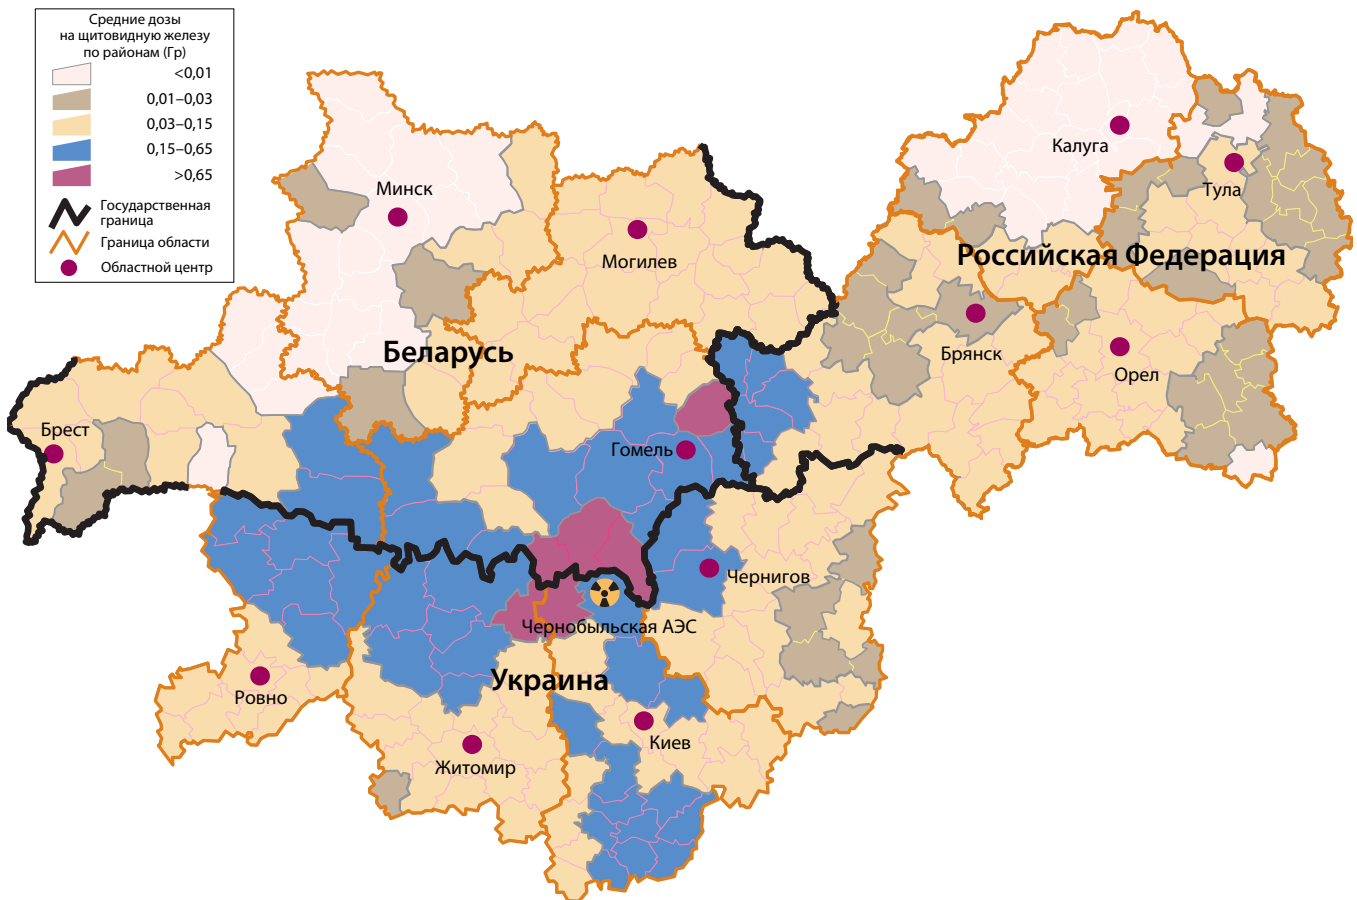 Средние дозы
на щитовидную железу
по районам (Гр)
<0,01
0,01–0,03
0,03–0,15
0,15–0,65
>0,65
Государственная
граница
Граница области
Областной центр
Калуга
Минск
Тула
Могилев
Российская Федерация
Беларусь
Брянск
Орел
Брест
Гомель
Чернигов
Чернобыльская АЭС
Украина
Ровно
Киев
Житомир